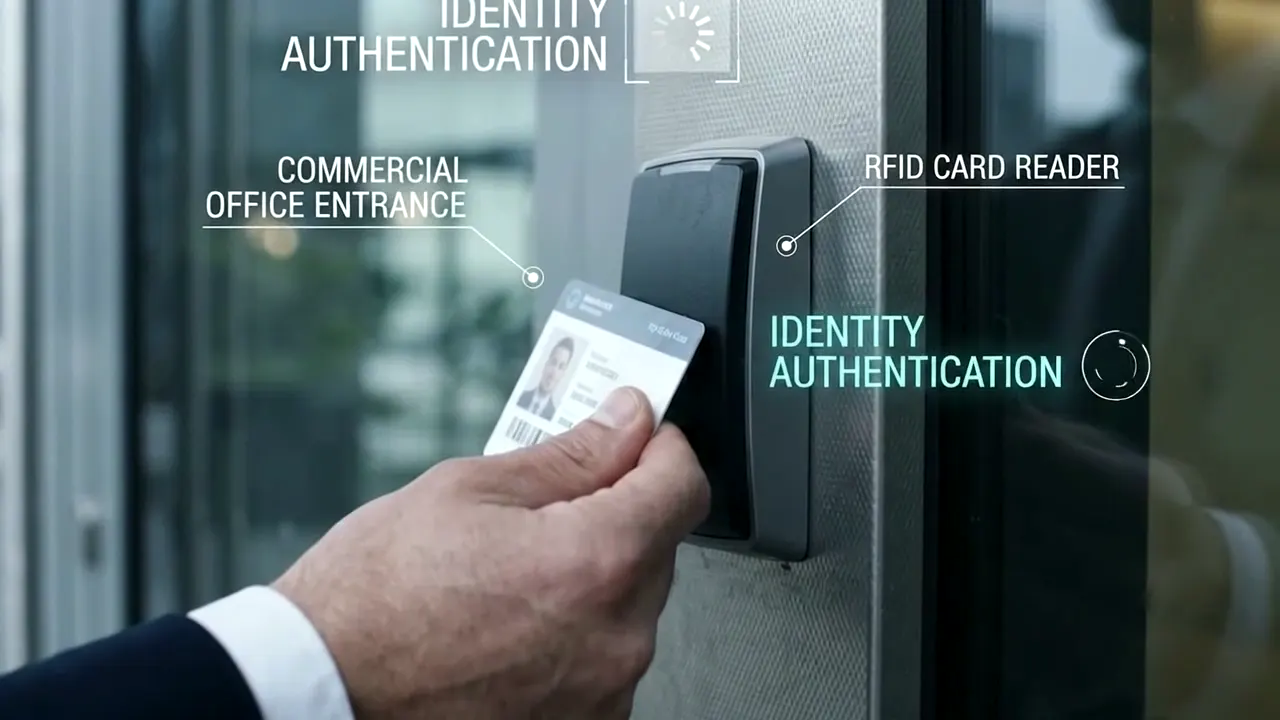 IDENTITY
AUTHENTICATION
COMMERCIAL
OFFICE ENTRANCE
RFID CARD READER
IDENTITY
AUTHENTICATION